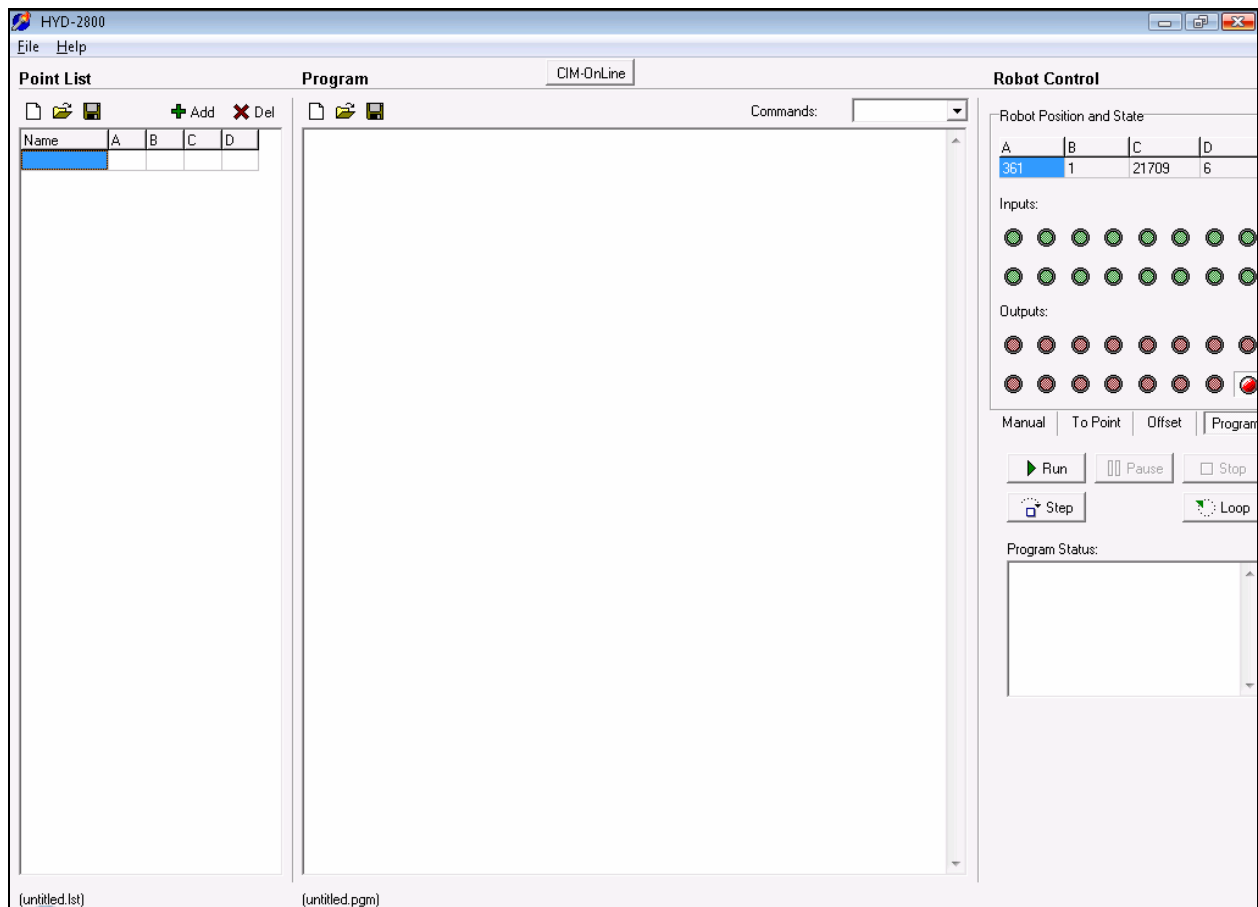 HYD-2800
File Help
CIM-OnLine
Point List
Add Del
Name A B C D
(untitled.lst)
Program
Commands:
(untitled.pgm)
Robot Control
Robot Position and State
A B C D
361 1 21709 6
Inputs:
Outputs:
Manual To Point Offset Program
Run Pause Stop
Step Loop
Program Status: